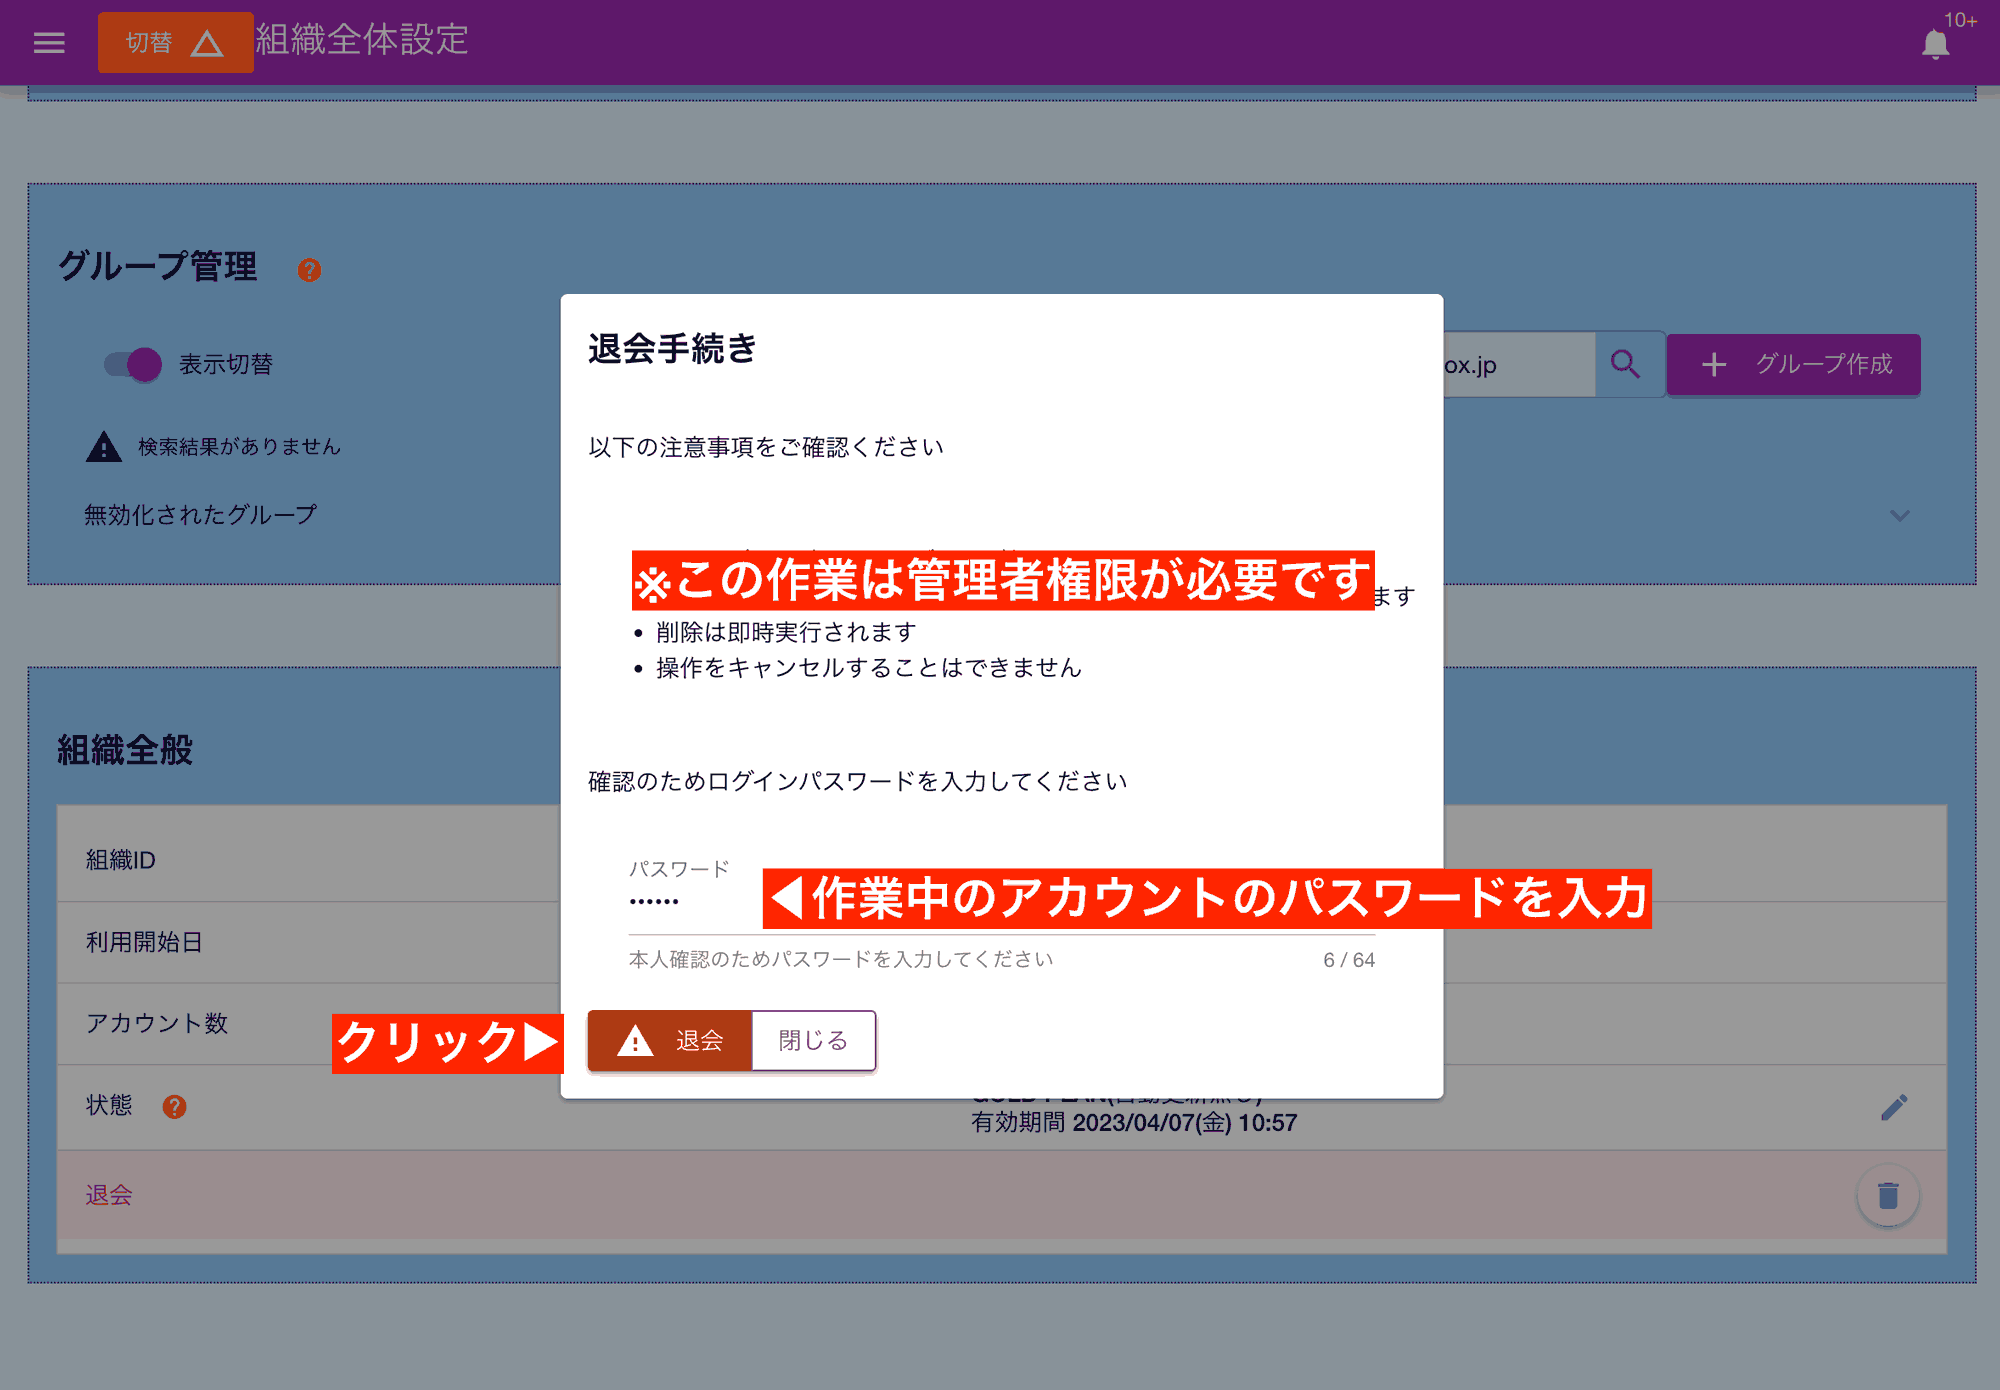 切替 組織全体設定
10+
グループ管理 ?
表示切替
ox.jp
グループ作成
検索結果がありません
無効化されたグループ
退会手続き
以下の注意事項をご確認ください
※この作業は管理者権限が必要です
ます
• 削除は即時実行されます
• 操作をキャンセルすることはできません
確認のためログインパスワードを入力してください
パスワード
••••••
◀作業中のアカウントのパスワードを入力
本人確認のためパスワードを入力してください 6 / 64
クリック▶
退会 閉じる
組織全般
組織ID
利用開始日
アカウント数
状態 ?
GOLD PLAN(自動更新無し)
有効期間 2023/04/07(金) 10:57
退会